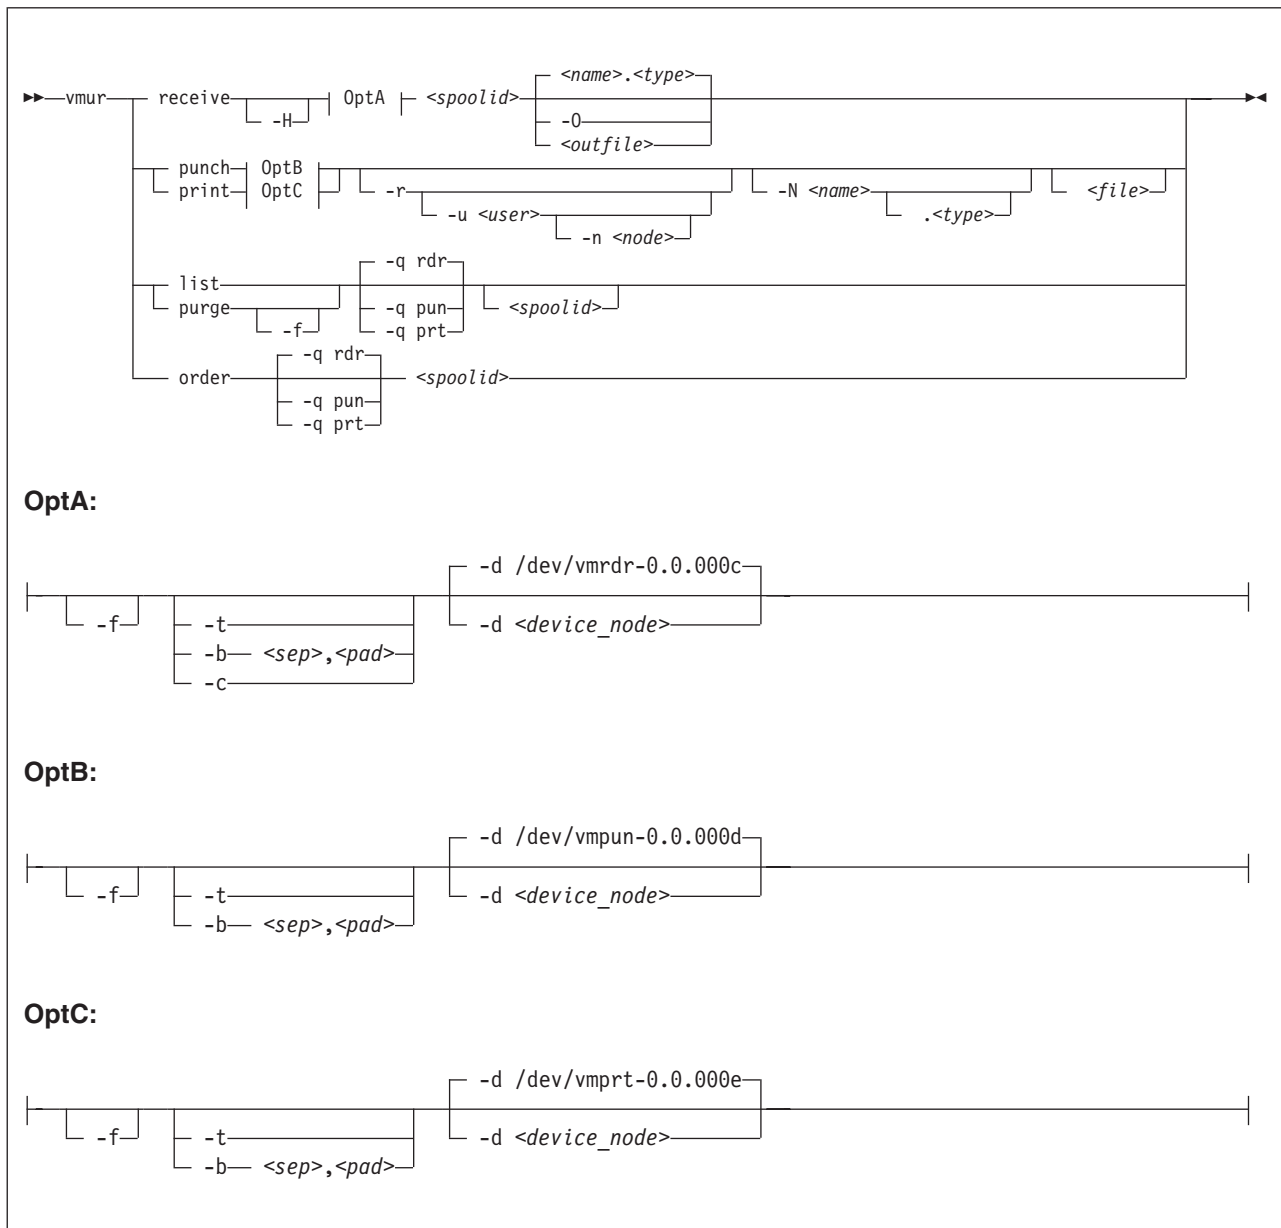 <name>.<type>
vmur receive OptA <spoolid>
-H -O
<outfile>
punch OptB
print OptC -r -N <name> <file>
-u <user> .<type>
-n <node>
-q rdr
list
purge -q pun <spoolid>
-f -q prt
-q rdr
order <spoolid>
-q pun
-q prt
OptA:
-d /dev/vmrdr-0.0.000c
-f -t -d <device_node>
-b <sep>,<pad>
-c
OptB:
-d /dev/vmpun-0.0.000d
-f -t -d <device_node>
-b <sep>,<pad>
OptC:
-d /dev/vmprt-0.0.000e
-f -t -d <device_node>
-b <sep>,<pad>